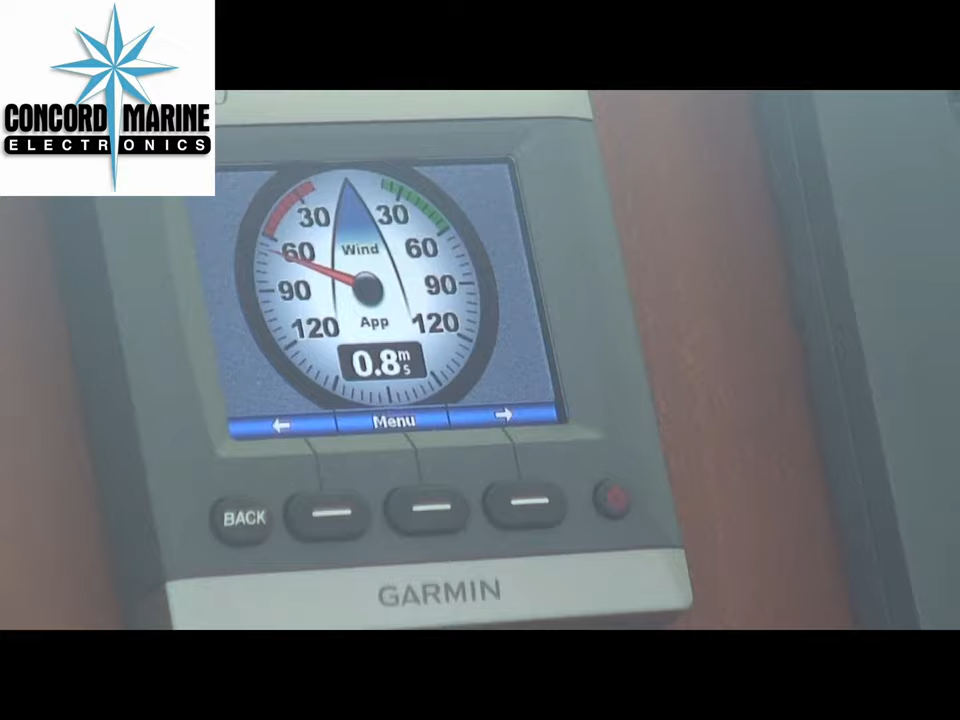 CONCORD MARINE
ELECTRONICS
30 30
Wind
60 60
90 90
App
120 120
0.8 m/s
← Menu →
BACK
GARMIN